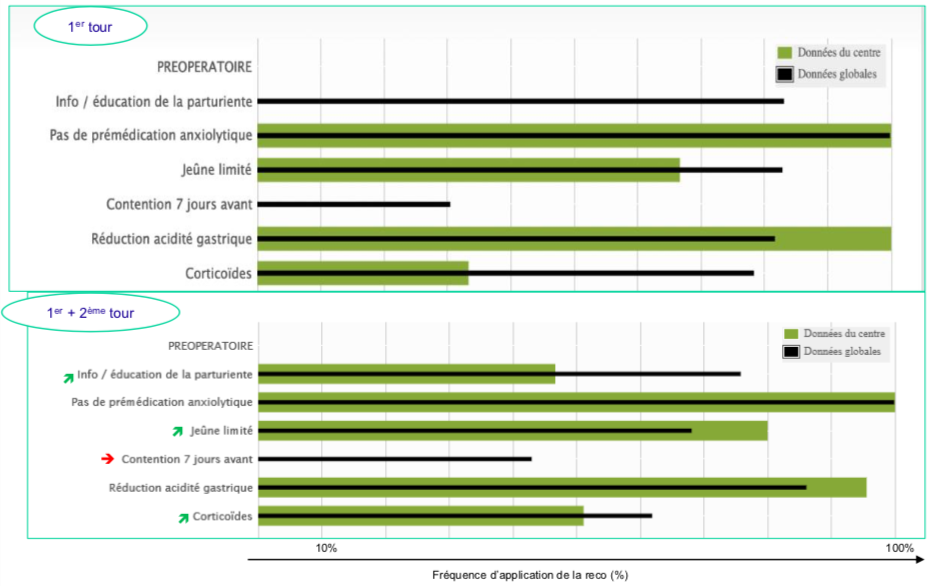 1er tour
Données du centre
Données globales
PREOPERATOIRE
Info / éducation de la parturiente
Pas de prémédication anxiolytique
Jeûne limité
Contention 7 jours avant
Réduction acidité gastrique
Corticoïdes
1er + 2ème tour
Données du centre
Données globales
PREOPERATOIRE
Info / éducation de la parturiente
Pas de prémédication anxiolytique
Jeûne limité
Contention 7 jours avant
Réduction acidité gastrique
Corticoïdes
10% 100%
Fréquence d'application de la reco (%)